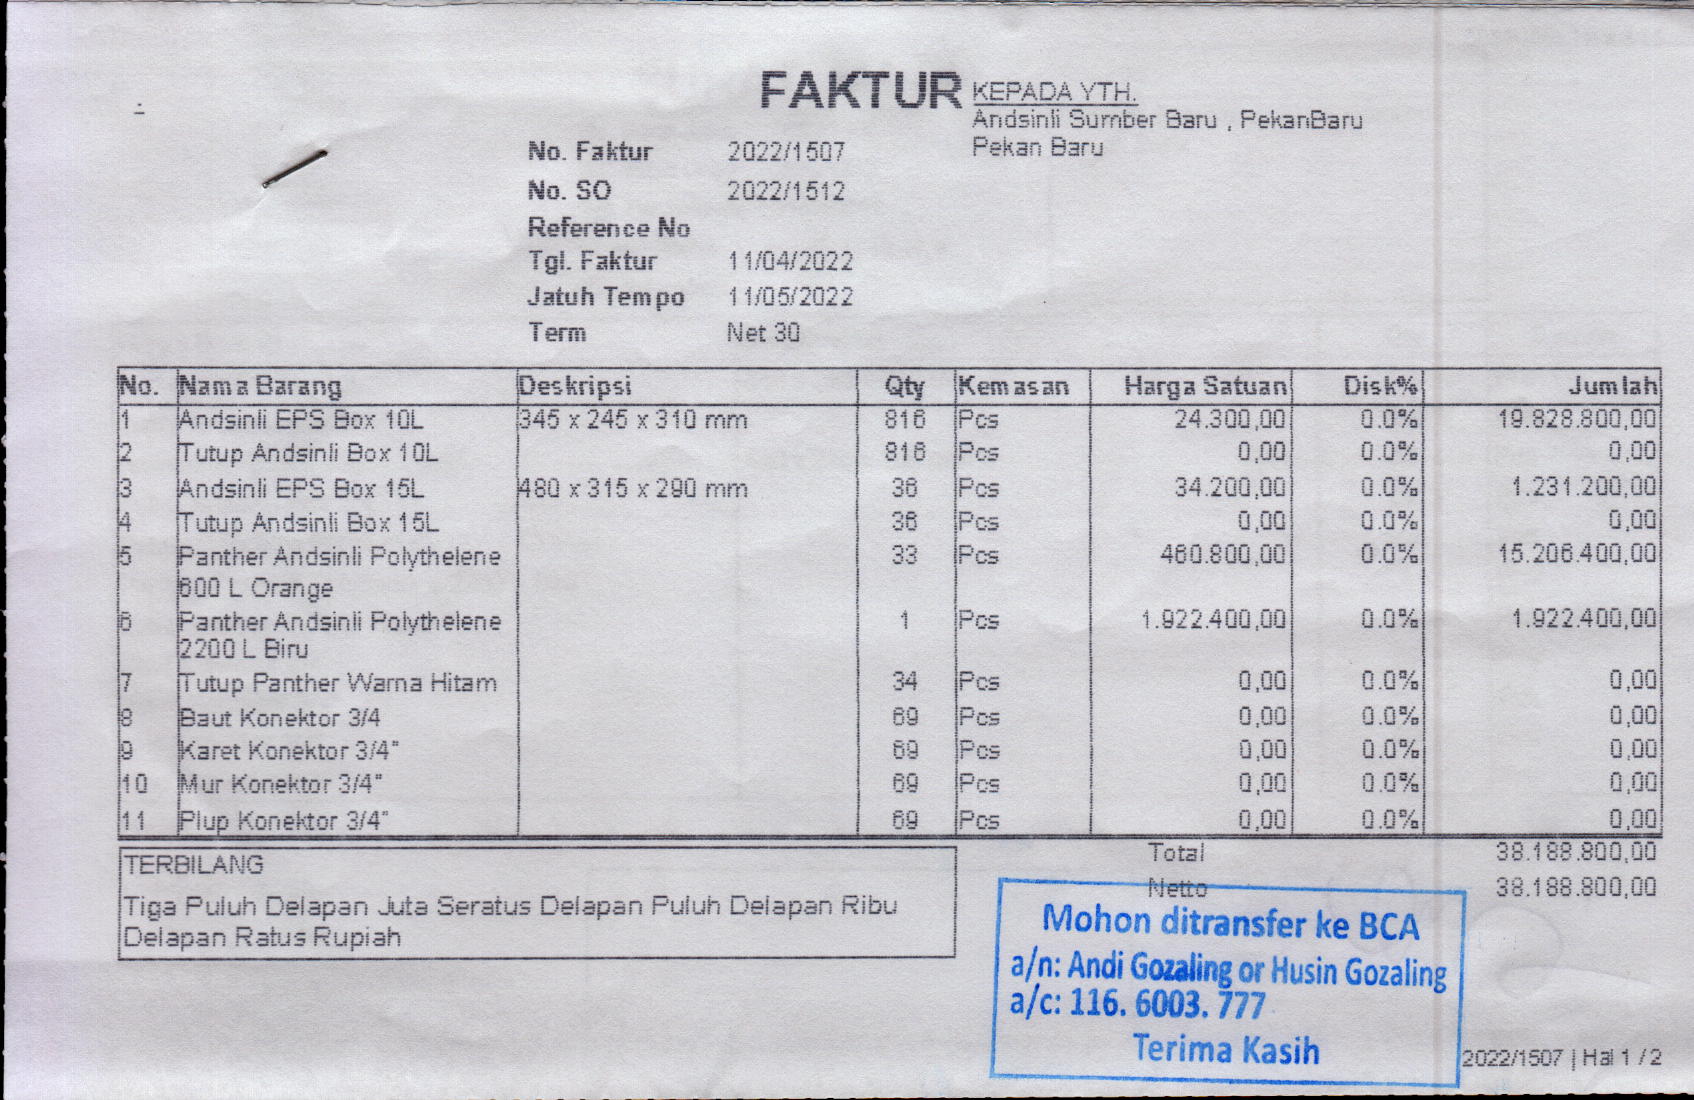 FAKTUR
KEPADA YTH.
Andsinli Sumber Baru , PekanBaru
Pekan Baru
No. Faktur 2022/1507
No. SO 2022/1512
Reference No
Tgl. Faktur 11/04/2022
Jatuh Tempo 11/05/2022
Term Net 30
No. Nama Barang Deskripsi Qty Kemasan Harga Satuan Disk% Jumlah
1 Andsinli EPS Box 10L 345 x 245 x 310 mm 816 Pcs 24.300,00 0.0% 19.828.800,00
2 Tutup Andsinli Box 10L 816 Pcs 0,00 0.0% 0,00
3 Andsinli EPS Box 15L 480 x 315 x 290 mm 36 Pcs 34.200,00 0.0% 1.231.200,00
4 Tutup Andsinli Box 15L 36 Pcs 0,00 0.0% 0,00
5 Panther Andsinli Polythelene 33 Pcs 460.800,00 0.0% 15.206.400,00
600 L Orange
6 Panther Andsinli Polythelene 1 Pcs 1.922.400,00 0.0% 1.922.400,00
2200 L Biru
7 Tutup Panther Warna Hitam 34 Pcs 0,00 0.0% 0,00
8 Baut Konektor 3/4 69 Pcs 0,00 0.0% 0,00
9 Karet Konektor 3/4" 69 Pcs 0,00 0.0% 0,00
10 Mur Konektor 3/4" 69 Pcs 0,00 0.0% 0,00
11 Plup Konektor 3/4" 69 Pcs 0,00 0.0% 0,00
TERBILANG
Tiga Puluh Delapan Juta Seratus Delapan Puluh Delapan Ribu
Delapan Ratus Rupiah
Total 38.188.800,00
Netto 38.188.800,00
Mohon ditransfer ke BCA
a/n: Andi Gozaling or Husin Gozaling
a/c: 116. 6003. 777
Terima Kasih
2022/1507 | Hal 1 / 2